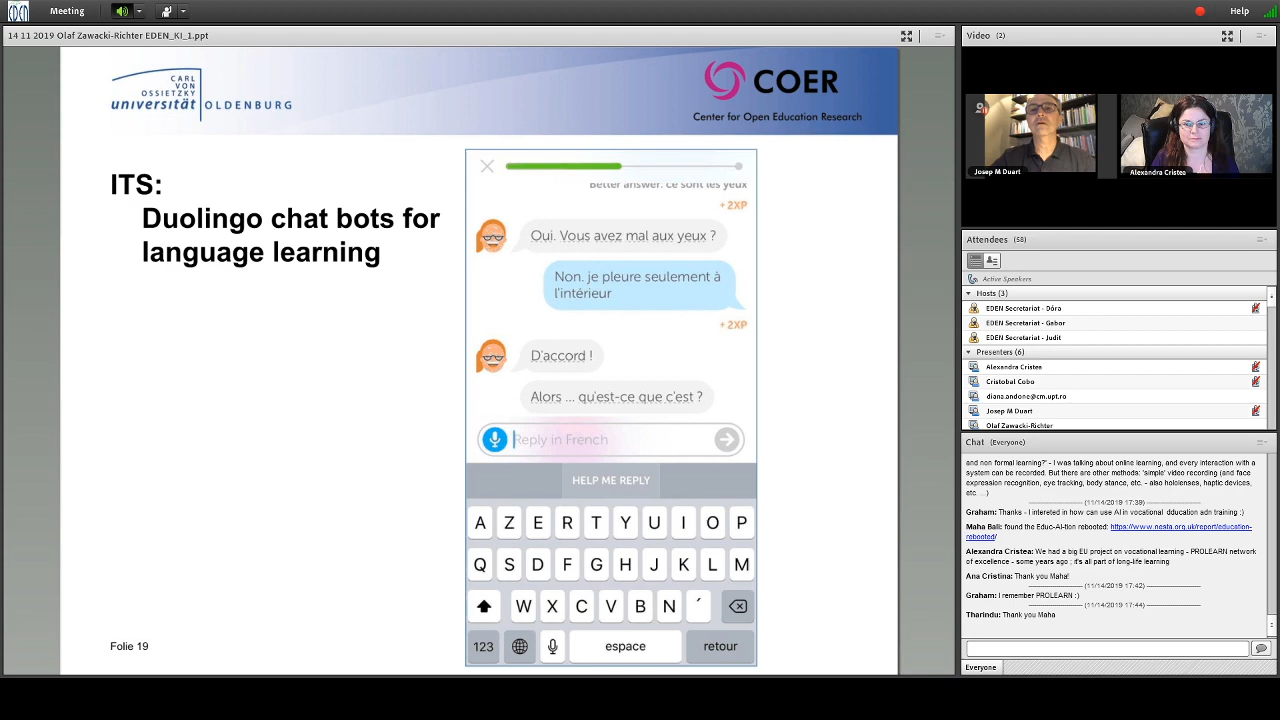 EDEN
Meeting
Help
14 11 2019 Olaf Zawacki-Richter EDEN_KI_1.ppt
CARL
VON
OSSIETZKY
universität OLDENBURG
COER
Center for Open Education Research
ITS:
Duolingo chat bots for
language learning
Better answer: ce sont les yeux
+ 2XP
Oui. Vous avez mal aux yeux ?
Non. je pleure seulement à
l'intérieur
+ 2XP
D'accord !
Alors ... qu'est-ce que c'est ?
Reply in French
HELP ME REPLY
A Z E R T Y U I O P
Q S D F G H J K L M
W X C V B N ´
123 espace retour
Folie 19
Video (2)
Josep M Duart
Alexandra Cristea
Attendees (58)
Active Speakers
Hosts (3)
EDEN Secretariat - Dóra
EDEN Secretariat - Gabor
EDEN Secretariat - Judit
Presenters (6)
Alexandra Cristea
Cristobal Cobo
diana.andone@cm.upt.ro
Josep M Duart
Olaf Zawacki-Richter
Chat (Everyone)
and non formal learning?' - I was talking about online learning, and every interaction with a
system can be recorded. But there are other methods: 'simple' video recording (and face
expression recognition, eye tracking, body stance, etc. - also hololenses, haptic devices,
etc. ...)
(11/14/2019 17:39)
Graham: Thanks - I intereted in how can use AI in vocational dducation adn training :)
Maha Bali: found the Educ-AI-tion rebooted: https://www.nesta.org.uk/report/education-
rebooted/
Alexandra Cristea: We had a big EU project on vocational learning - PROLEARN network
of excellence - some years ago ; it's all part of long-life learning
Ana Cristina: Thank you Maha!
(11/14/2019 17:42)
Graham: I remember PROLEARN :)
(11/14/2019 17:44)
Tharindu: Thank you Maha
Everyone